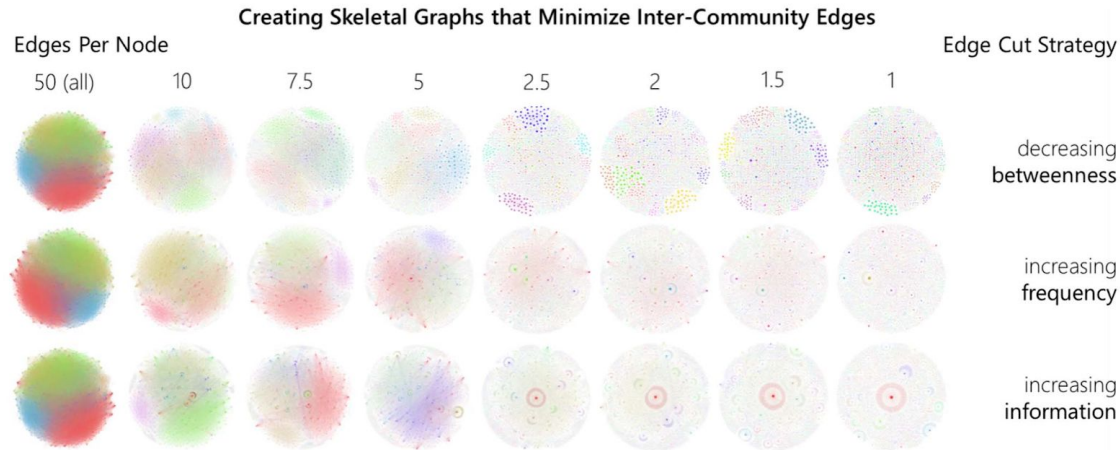 Creating Skeletal Graphs that Minimize Inter-Community Edges
Edges Per Node Edge Cut Strategy
50 (all) 10 7.5 5 2.5 2 1.5 1
decreasing
betweenness
increasing
frequency
increasing
information